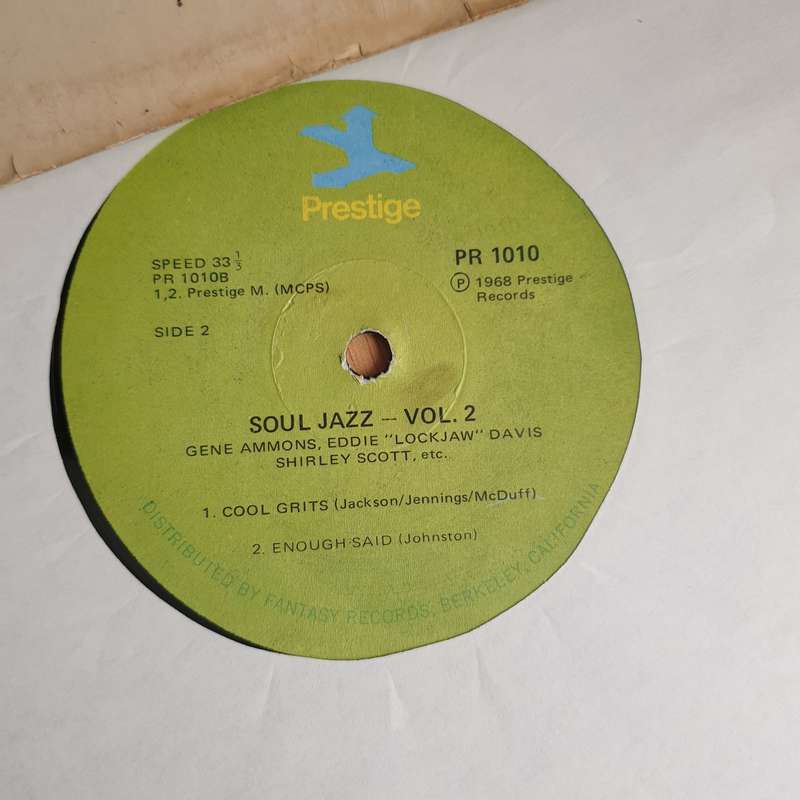 Prestige
SPEED 33 1/3
PR 1010B
1,2. Prestige M. (MCPS)
SIDE 2
PR 1010
Ⓟ 1968 Prestige
Records
SOUL JAZZ — VOL. 2
GENE AMMONS, EDDIE "LOCKJAW" DAVIS
SHIRLEY SCOTT, etc.
1. COOL GRITS (Jackson/Jennings/McDuff)
2. ENOUGH SAID (Johnston)
DISTRIBUTED BY FANTASY RECORDS, BERKELEY, CALIFORNIA